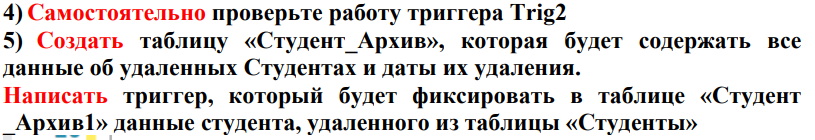 4) Самостоятельно проверьте работу триггера Trig2
5) Создать таблицу «Студент_Архив», которая будет содержать все
данные об удаленных Студентах и даты их удаления.
Написать триггер, который будет фиксировать в таблице «Студент
_Архив1» данные студента, удаленного из таблицы «Студенты»